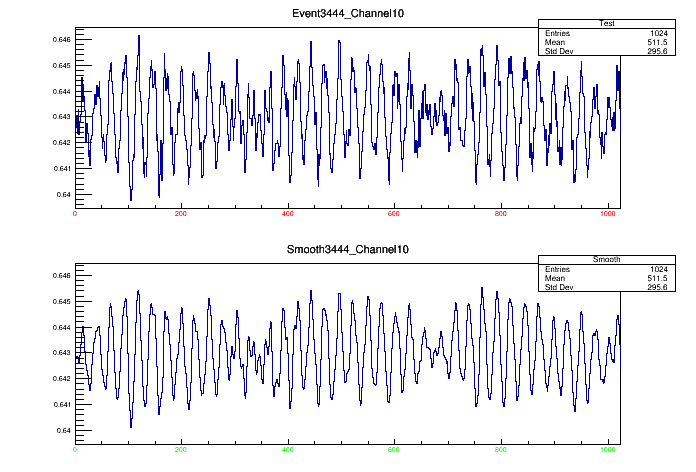 Event3444_Channel10
Test
Entries 1024
Mean 511.5
Std Dev 295.6
0.646
0.645
0.644
0.643
0.642
0.641
0.64
0 200 400 600 800 1000
Smooth3444_Channel10
Smooth
Entries 1024
Mean 511.5
Std Dev 295.6
0.646
0.645
0.644
0.643
0.642
0.641
0.64
0 200 400 600 800 1000